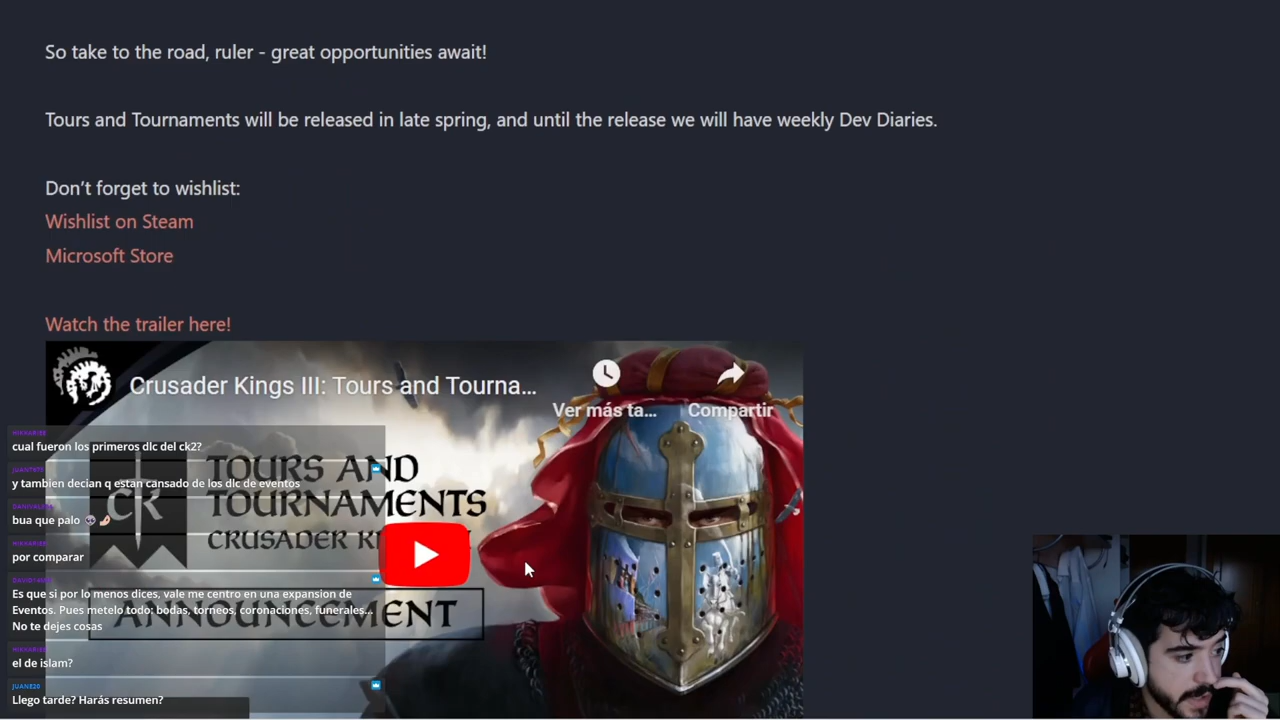 So take to the road, ruler - great opportunities await!
Tours and Tournaments will be released in late spring, and until the release we will have weekly Dev Diaries.
Don’t forget to wishlist:
Wishlist on Steam
Microsoft Store
Watch the trailer here!
Crusader Kings III: Tours and Tourna...
Ver más ta...
Compartir
TOURS AND
TOURNAMENTS
CRUSADER
CK
ANNOUNCEMENT
cual fueron los primeros dlc del ck2?
y tambien decian q estan cansado de los dlc de eventos
bua que palo
por comparar
Es que si por lo menos dices, vale me centro en una expansion de
Eventos. Pues metelo todo: bodas, torneos, coronaciones, funerales...
No te dejes cosas
el de islam?
JUANE20
Llego tarde? Harás resumen?